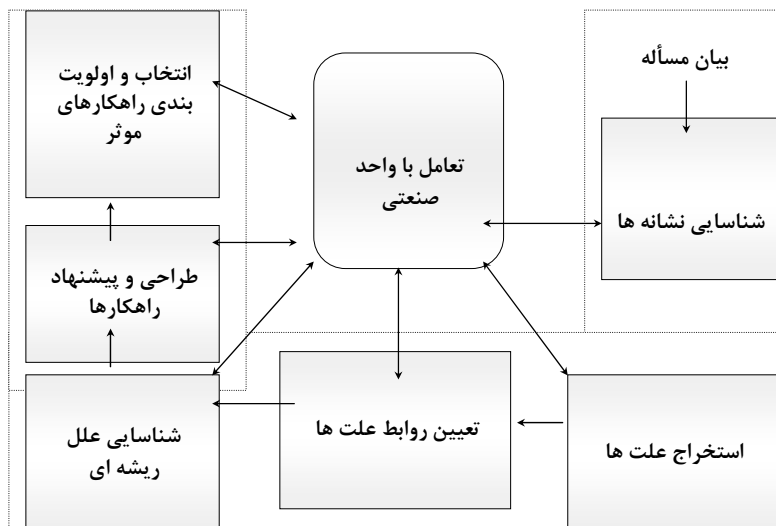 بیان مسأله
شناسایی نشانه ها
استخراج علت ها
تعیین روابط علت ها
شناسایی علل
ریشه ای
طراحی و پیشنهاد
راهکارها
انتخاب و اولویت
بندی راهکارهای
موثر
تعامل با واحد
صنعتی